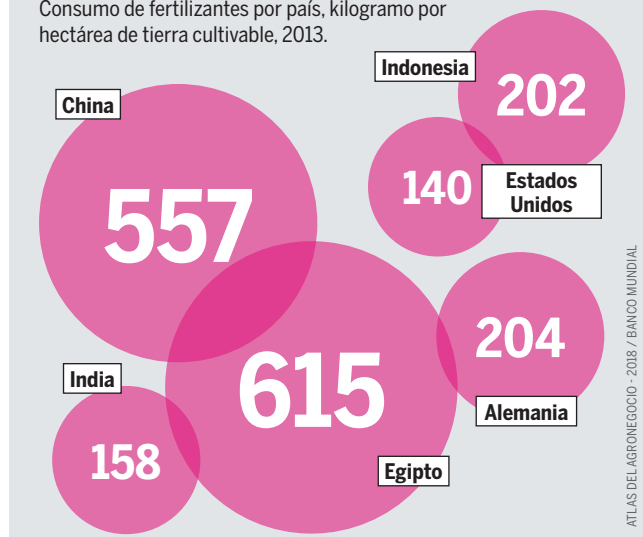 Consumo de fertilizantes por país, kilogramo por
hectárea de tierra cultivable, 2013.
Indonesia
202
China
557
140
Estados
Unidos
204
Alemania
India
158
615
Egipto
ATLAS DEL AGRONEGOCIO - 2018 / BANCO MUNDIAL